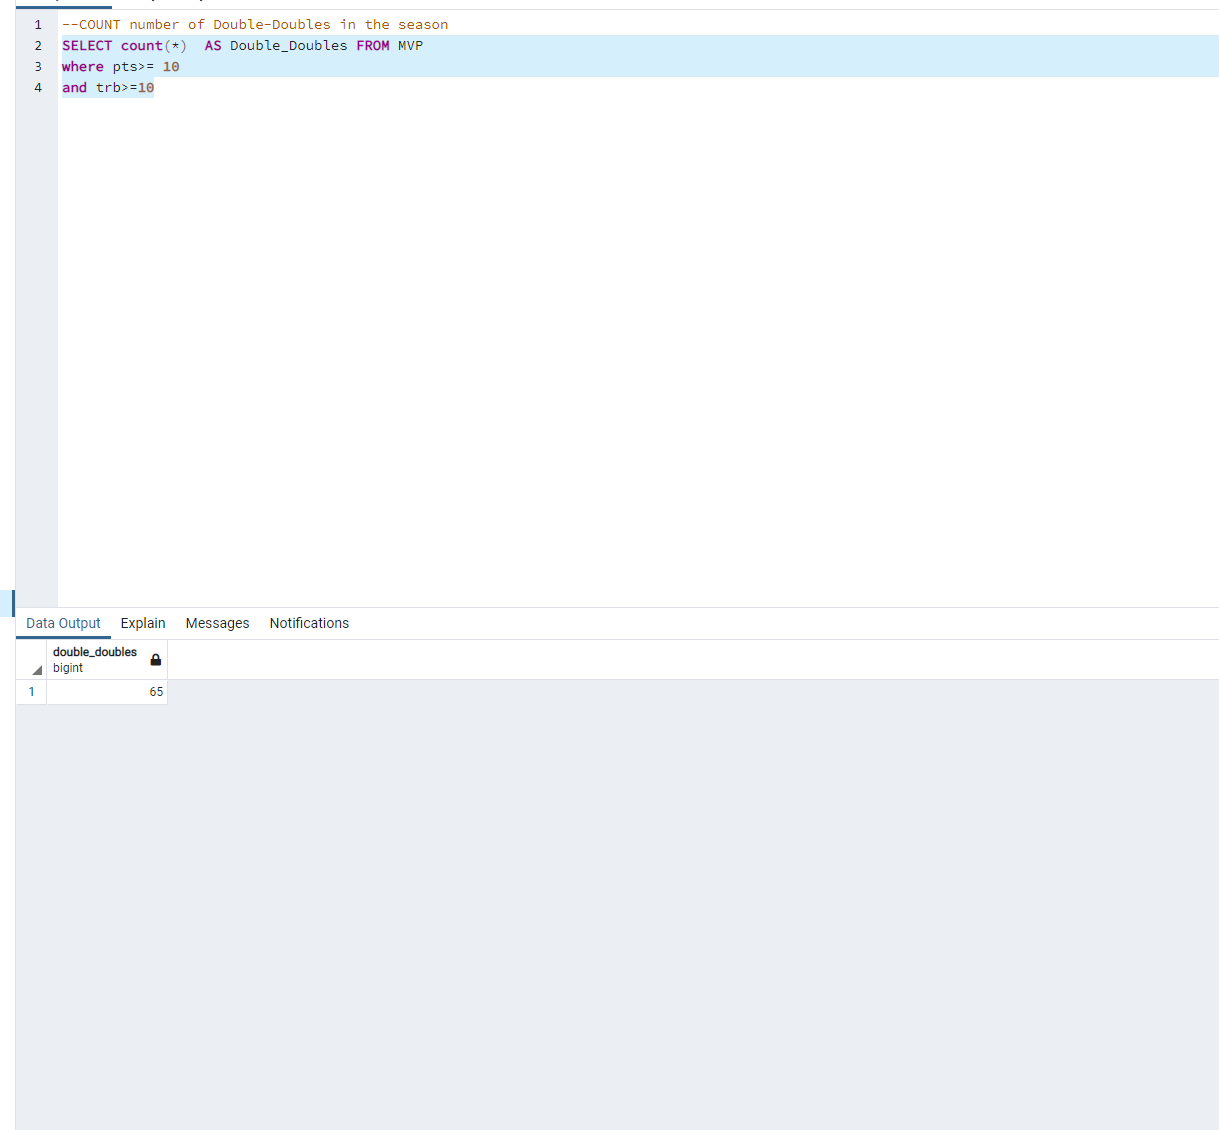 1 --COUNT number of Double-Doubles in the season
2 SELECT count(*)  AS Double_Doubles FROM MVP
3 where pts>= 10
4 and trb>=10
Data Output Explain Messages Notifications
double_doubles
bigint
1 65